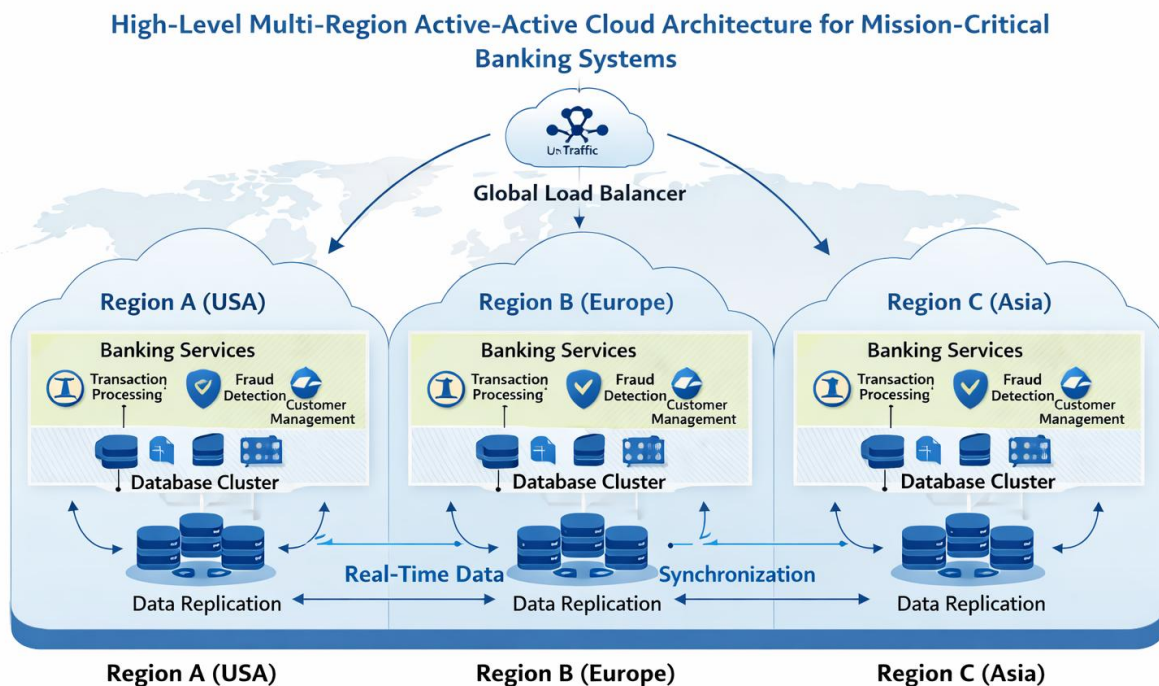 High-Level Multi-Region Active-Active Cloud Architecture for Mission-Critical
Banking Systems
Traffic
Global Load Balancer
Region A (USA)
Region B (Europe)
Region C (Asia)
Banking Services
Transaction
Processing
Fraud
Detection
Customer
Management
Database Cluster
Banking Services
Transaction
Processing
Fraud
Detection
Customer
Management
Database Cluster
Banking Services
Transaction
Processing
Fraud
Detection
Customer
Management
Database Cluster
Real-Time Data
Synchronization
Data Replication
Data Replication
Data Replication
Region A (USA)
Region B (Europe)
Region C (Asia)